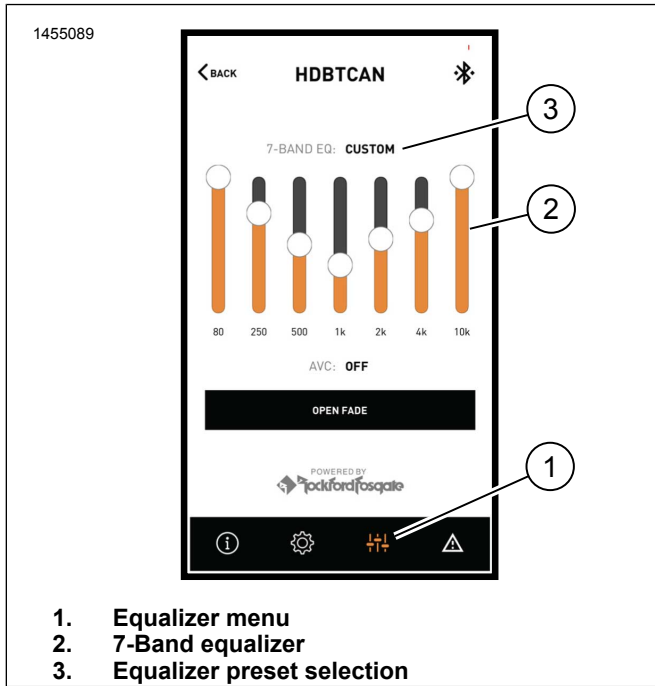 1455089
BACK HDBTCAN
3
7-BAND EQ: CUSTOM
2
80 250 500 1k 2k 4k 10k
AVC: OFF
OPEN FADE
1
POWERED BY
Rockford Fosgate
1. Equalizer menu
2. 7-Band equalizer
3. Equalizer preset selection